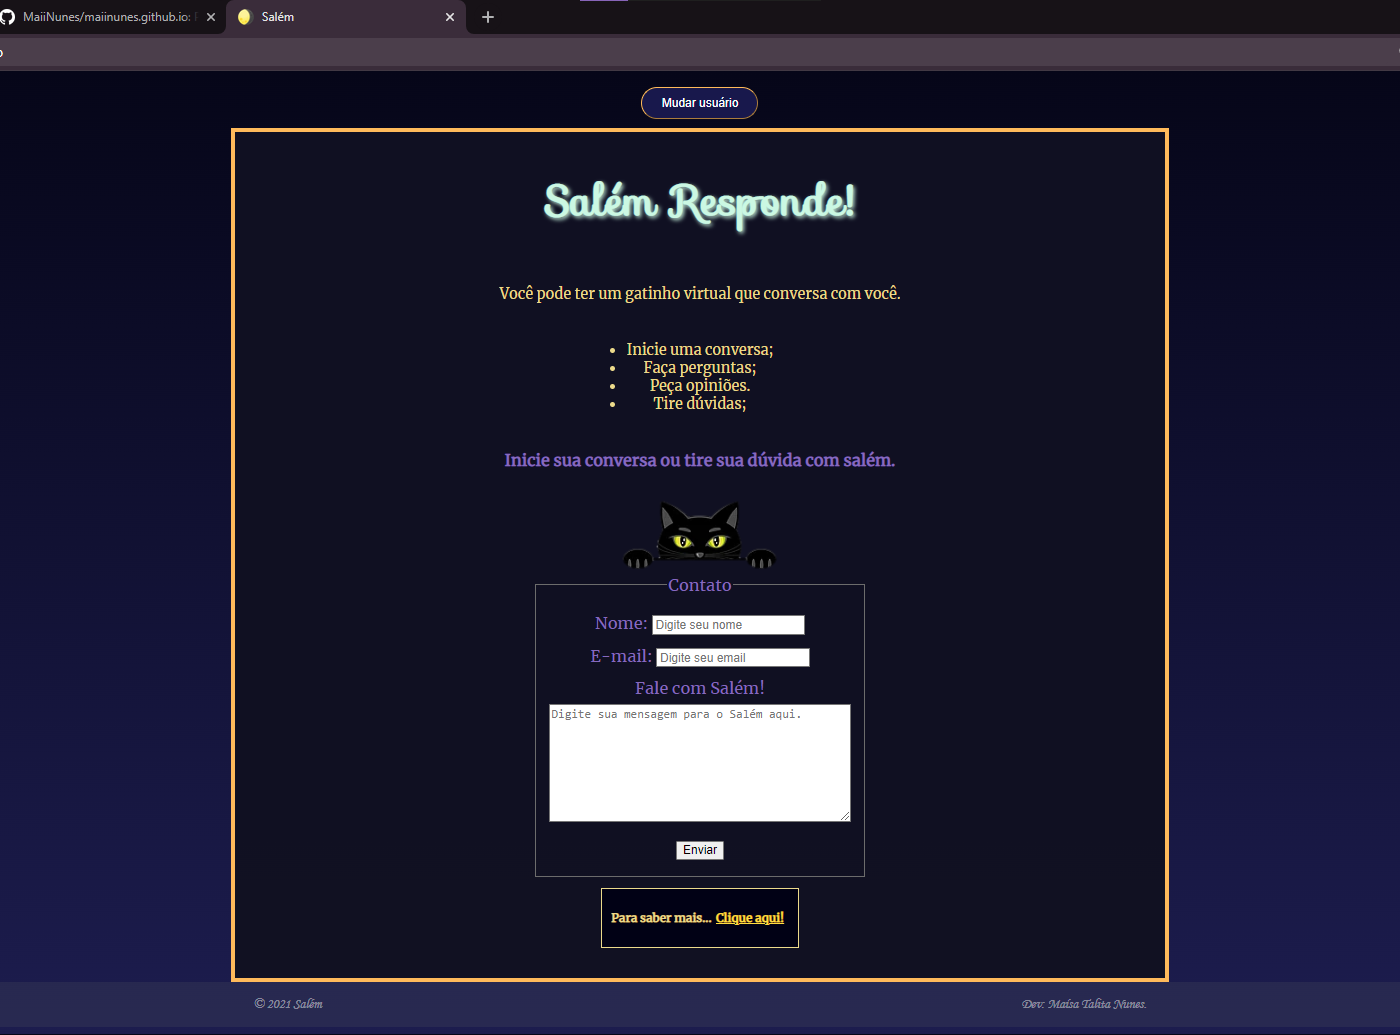 MaiiNunes/maiinunes.github.io:
Salém
Mudar usuário
Salém Responde!
Você pode ter um gatinho virtual que conversa com você.
Inicie uma conversa;
Faça perguntas;
Peça opiniões.
Tire dúvidas;
Inicie sua conversa ou tire sua dúvida com salém.
Contato
Nome: Digite seu nome
E-mail: Digite seu email
Fale com Salém!
Digite sua mensagem para o Salém aqui.
Enviar
Para saber mais... Clique aqui!
© 2021 Salém
Dev: Maísa Talita Nunes.